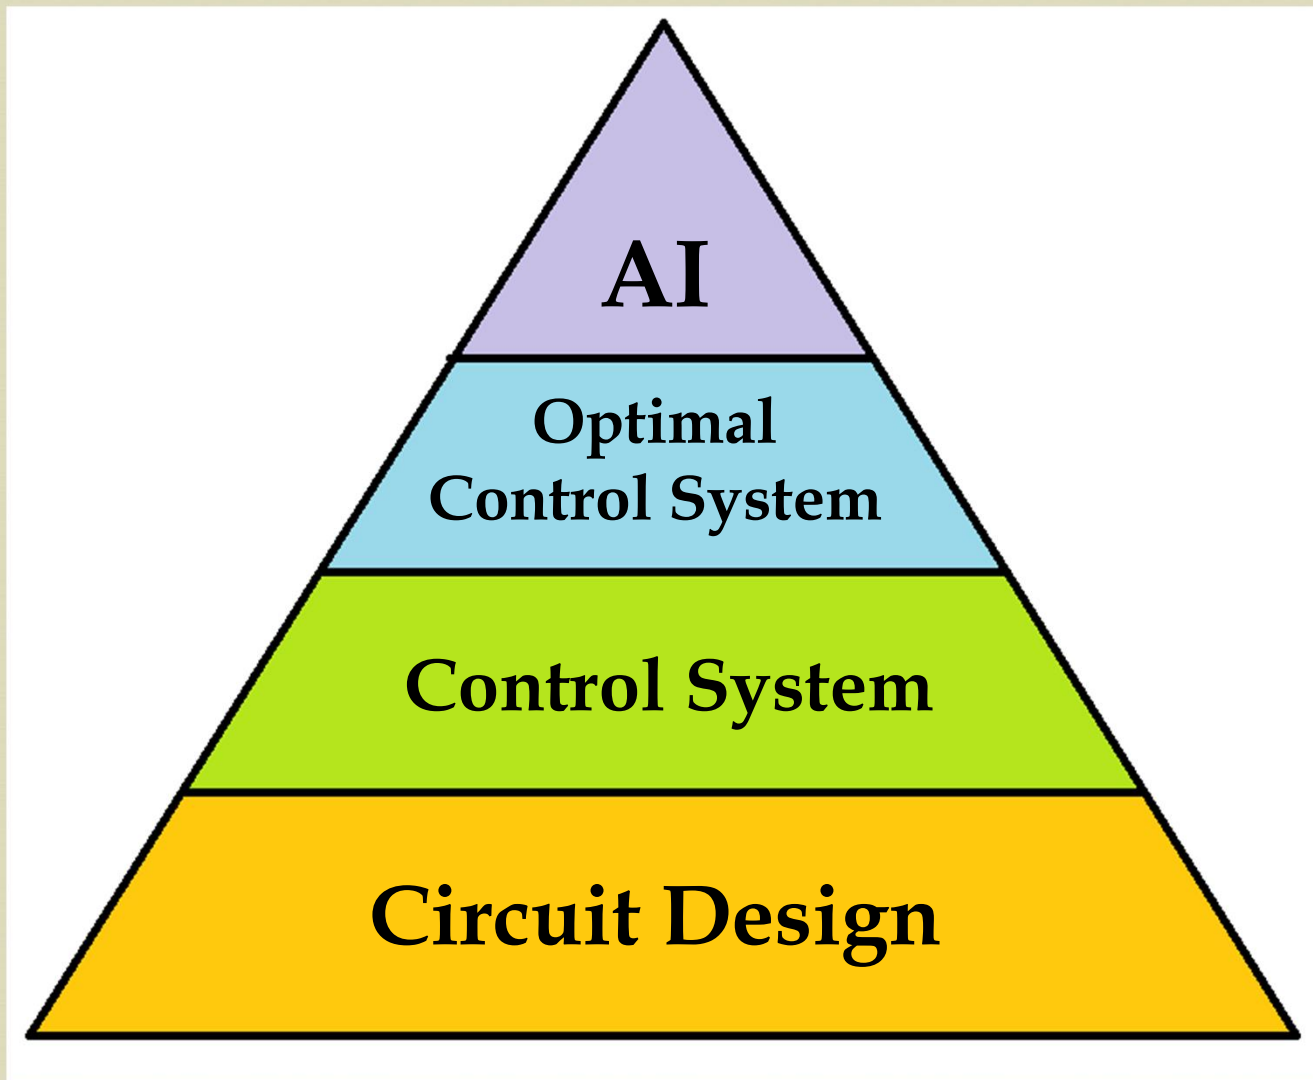 AI
Optimal
Control System
Control System
Circuit Design